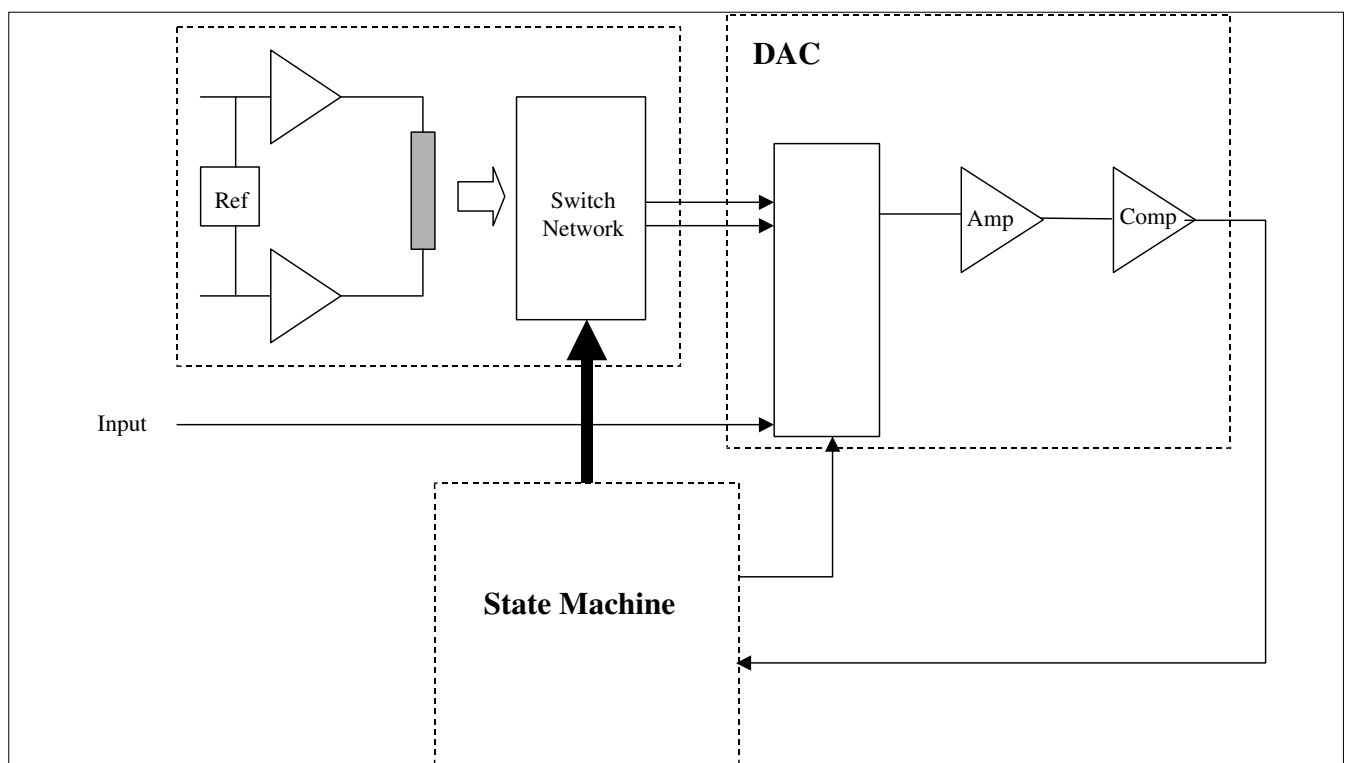 DAC
Ref
Switch
Network
Amp
Comp
Input
State Machine